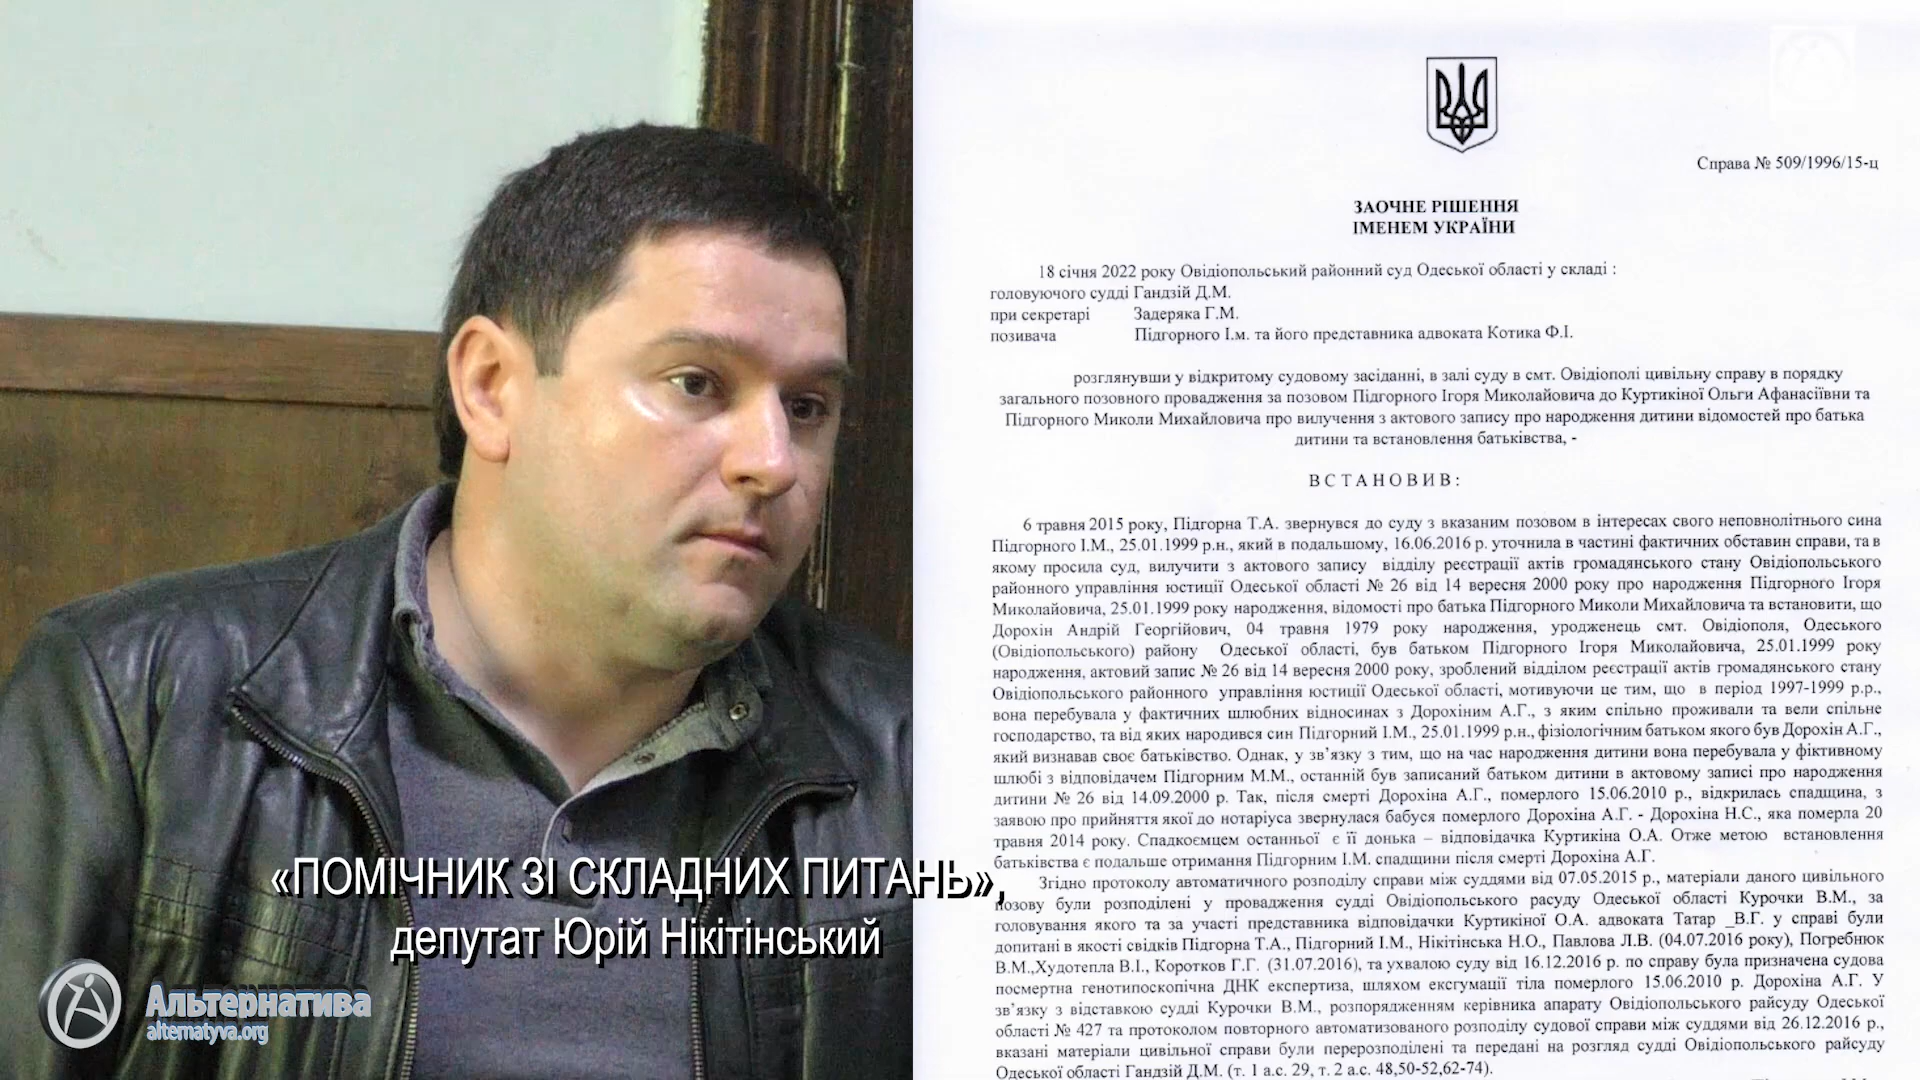 «ПОМІЧНИК ЗІ СКЛАДНИХ ПИТАНЬ»,
депутат Юрій Нікітінський
Альтернатива
alternatyva.org
Справа № 509/1996/15-ц
ЗАОЧНЕ РІШЕННЯ
ІМЕНЕМ УКРАЇНИ
18 січня 2022 року Овідіопольський районний суд Одеської області у складі :
головуючого судді Гандзій Д.М.
при секретарі Задеряка Г.М.
позивача Підгорного І.м. та його представника адвоката Котика Ф.І.
розглянувши у відкритому судовому засіданні, в залі суду в смт. Овідіополі цивільну справу в порядку
загального позовного провадження за позовом Підгорного Ігоря Миколайовича до Куртикіної Ольги Афанасіївни та
Підгорного Миколи Михайловича про вилучення з актового запису про народження дитини відомостей про батька
дитини та встановлення батьківства, -
В С Т А Н О В И В :
6 травня 2015 року, Підгорна Т.А. звернувся до суду з вказаним позовом в інтересах свого неповнолітнього сина
Підгорного І.М., 25.01.1999 р.н., який в подальшому, 16.06.2016 р. уточнила в частині фактичних обставин справи, та в
якому просила суд, вилучити з актового запису відділу реєстрації актів громадянського стану Овідіопольського
районного управління юстиції Одеської області № 26 від 14 вересня 2000 року про народження Підгорного Ігоря
Миколайовича, 25.01.1999 року народження, відомості про батька Підгорного Миколи Михайловича та встановити, що
Дорохін Андрій Георгійович, 04 травня 1979 року народження, уродженець смт. Овідіополя, Одеського
(Овідіопольського) району Одеської області, був батьком Підгорного Ігоря Миколайовича, 25.01.1999 року
народження, актовий запис № 26 від 14 вересня 2000 року, зроблений відділом реєстрації актів громадянського стану
Овідіопольського районного управління юстиції Одеської області, мотивуючи це тим, що в період 1997-1999 р.р.,
вона перебувала у фактичних шлюбних відносинах з Дорохіним А.Г., з яким спільно проживали та вели спільне
господарство, та від яких народився син Підгорний І.М., 25.01.1999 р.н., фізіологічним батьком якого був Дорохін А.Г.,
який визнавав своє батьківство. Однак, у зв’язку з тим, що на час народження дитини вона перебувала у фіктивному
шлюбі з відповідачем Підгорним М.М., останній був записаний батьком дитини в актовому записі про народження
дитини № 26 від 14.09.2000 р. Так, після смерті Дорохіна А.Г., померлого 15.06.2010 р., відкрилась спадщина, з
заявою про прийняття якої до нотаріуса звернулася бабуся померлого Дорохіна А.Г. - Дорохіна Н.С., яка померла 20
травня 2014 року. Спадкоємцем останньої є її донька – відповідачка Куртикіна О.А. Отже метою встановлення
батьківства є подальше отримання Підгорним І.М. спадщини після смерті Дорохіна А.Г.
Згідно протоколу автоматичного розподілу справи між суддями від 07.05.2015 р., матеріали даного цивільного
позову були розподілені у провадження судді Овідіопольського расуду Одеської області Курочки В.М., за
головування якого та за участі представника відповідачки Куртикіної О.А. адвоката Татар _В.Г. у справі були
допитані в якості свідків Підгорна Т.А., Підгорний І.М., Нікітінська Н.О., Павлова Л.В. (04.07.2016 року), Погребнюк
В.М.,Худотепла В.І., Коротков Г.Г. (31.07.2016), та ухвалою суду від 16.12.2016 р. по справу була призначена судова
посмертна генотипоскопічна ДНК експертиза, шляхом ексгумації тіла померлого 15.06.2010 р. Дорохіна А.Г. У
зв’язку з відставкою судді Курочки В.М., розпорядженням керівника апарату Овідіопольського райсуду Одеської
області № 427 та протоколом повторного автоматизованого розподілу судової справи між суддями від 26.12.2016 р.,
вказані матеріали цивільної справи були перерозподілені та передані на розгляд судді Овідіопольського райсуду
Одеської області Гандзій Д.М. (т. 1 а.с. 29, т. 2 а.с. 48,50-52,62-74).